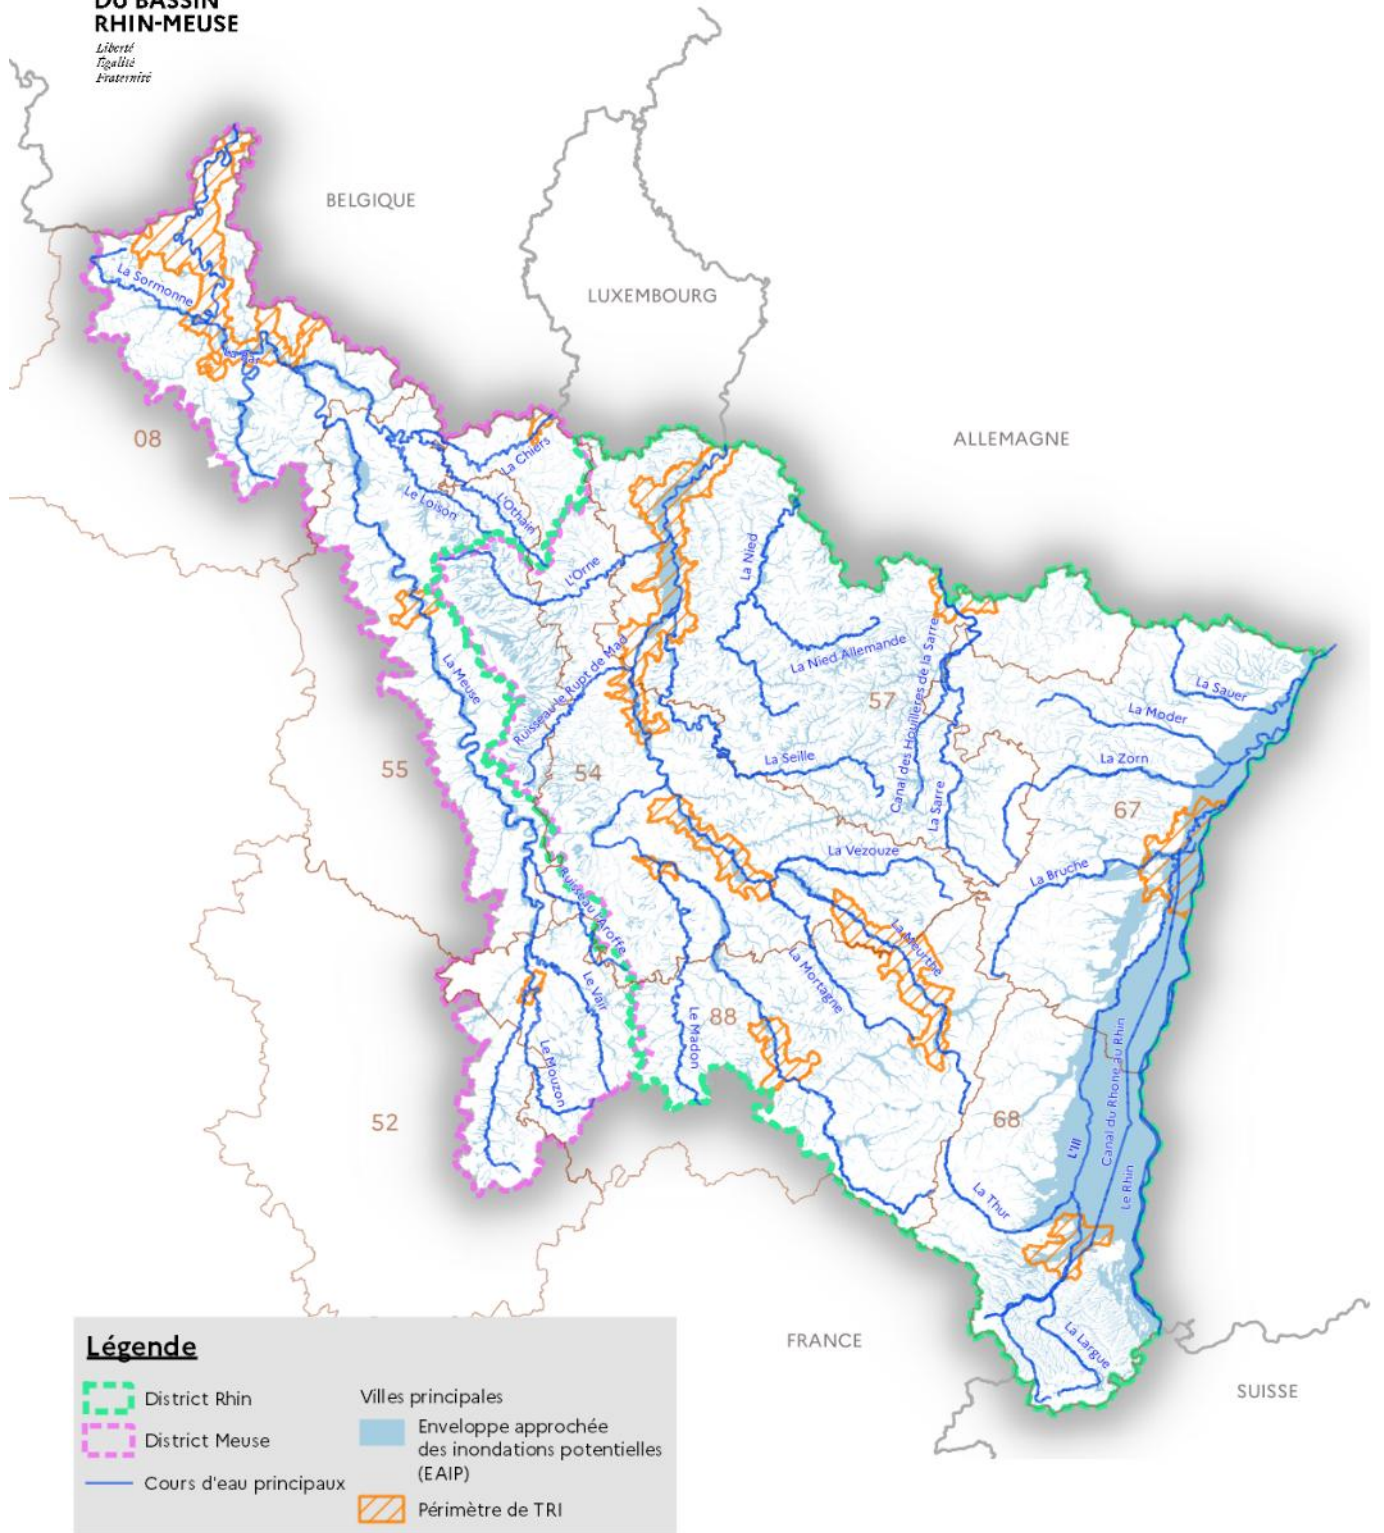 DU BASSIN
RHIN-MEUSE
Liberté
Égalité
Fraternité
BELGIQUE
LUXEMBOURG
ALLEMAGNE
La Sormonne
08
La Chiers
Le Loison
L'Othain
L'Orne
La Nied
La Nied Allemande
Canal des Houillères de la Sarre
57
La Sauer
La Moder
La Meuse
Ruisseau le Rupt de Mad
55
54
La Seille
La Sarre
La Zorn
67
La Vezouze
La Bruche
Ruisseau l'Aroffe
La Meurthe
La Mortagne
Le Vair
88
Le Madon
Le Mouzon
52
68
L'Ill
Canal du Rhone au Rhin
Le Rhin
La Thur
La Largue
FRANCE
SUISSE
Légende
District Rhin
District Meuse
Cours d'eau principaux
Villes principales
Enveloppe approchée
des inondations potentielles
(EAIP)
Périmètre de TRI